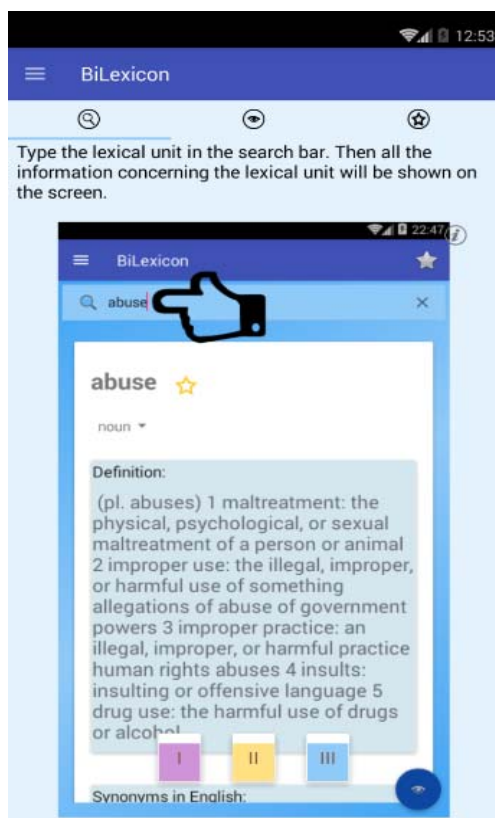 12:53
BiLexicon
Type the lexical unit in the search bar. Then all the
information concerning the lexical unit will be shown on
the screen.
22:47
i
BiLexicon
abuse
abuse
noun
Definition:
(pl. abuses) 1 maltreatment: the
physical, psychological, or sexual
maltreatment of a person or animal
2 improper use: the illegal, improper,
or harmful use of something
allegations of abuse of government
powers 3 improper practice: an
illegal, improper, or harmful practice
human rights abuses 4 insults:
insulting or offensive language 5
drug use: the harmful use of drugs
or alcohol
I II III
Synonyms in English: